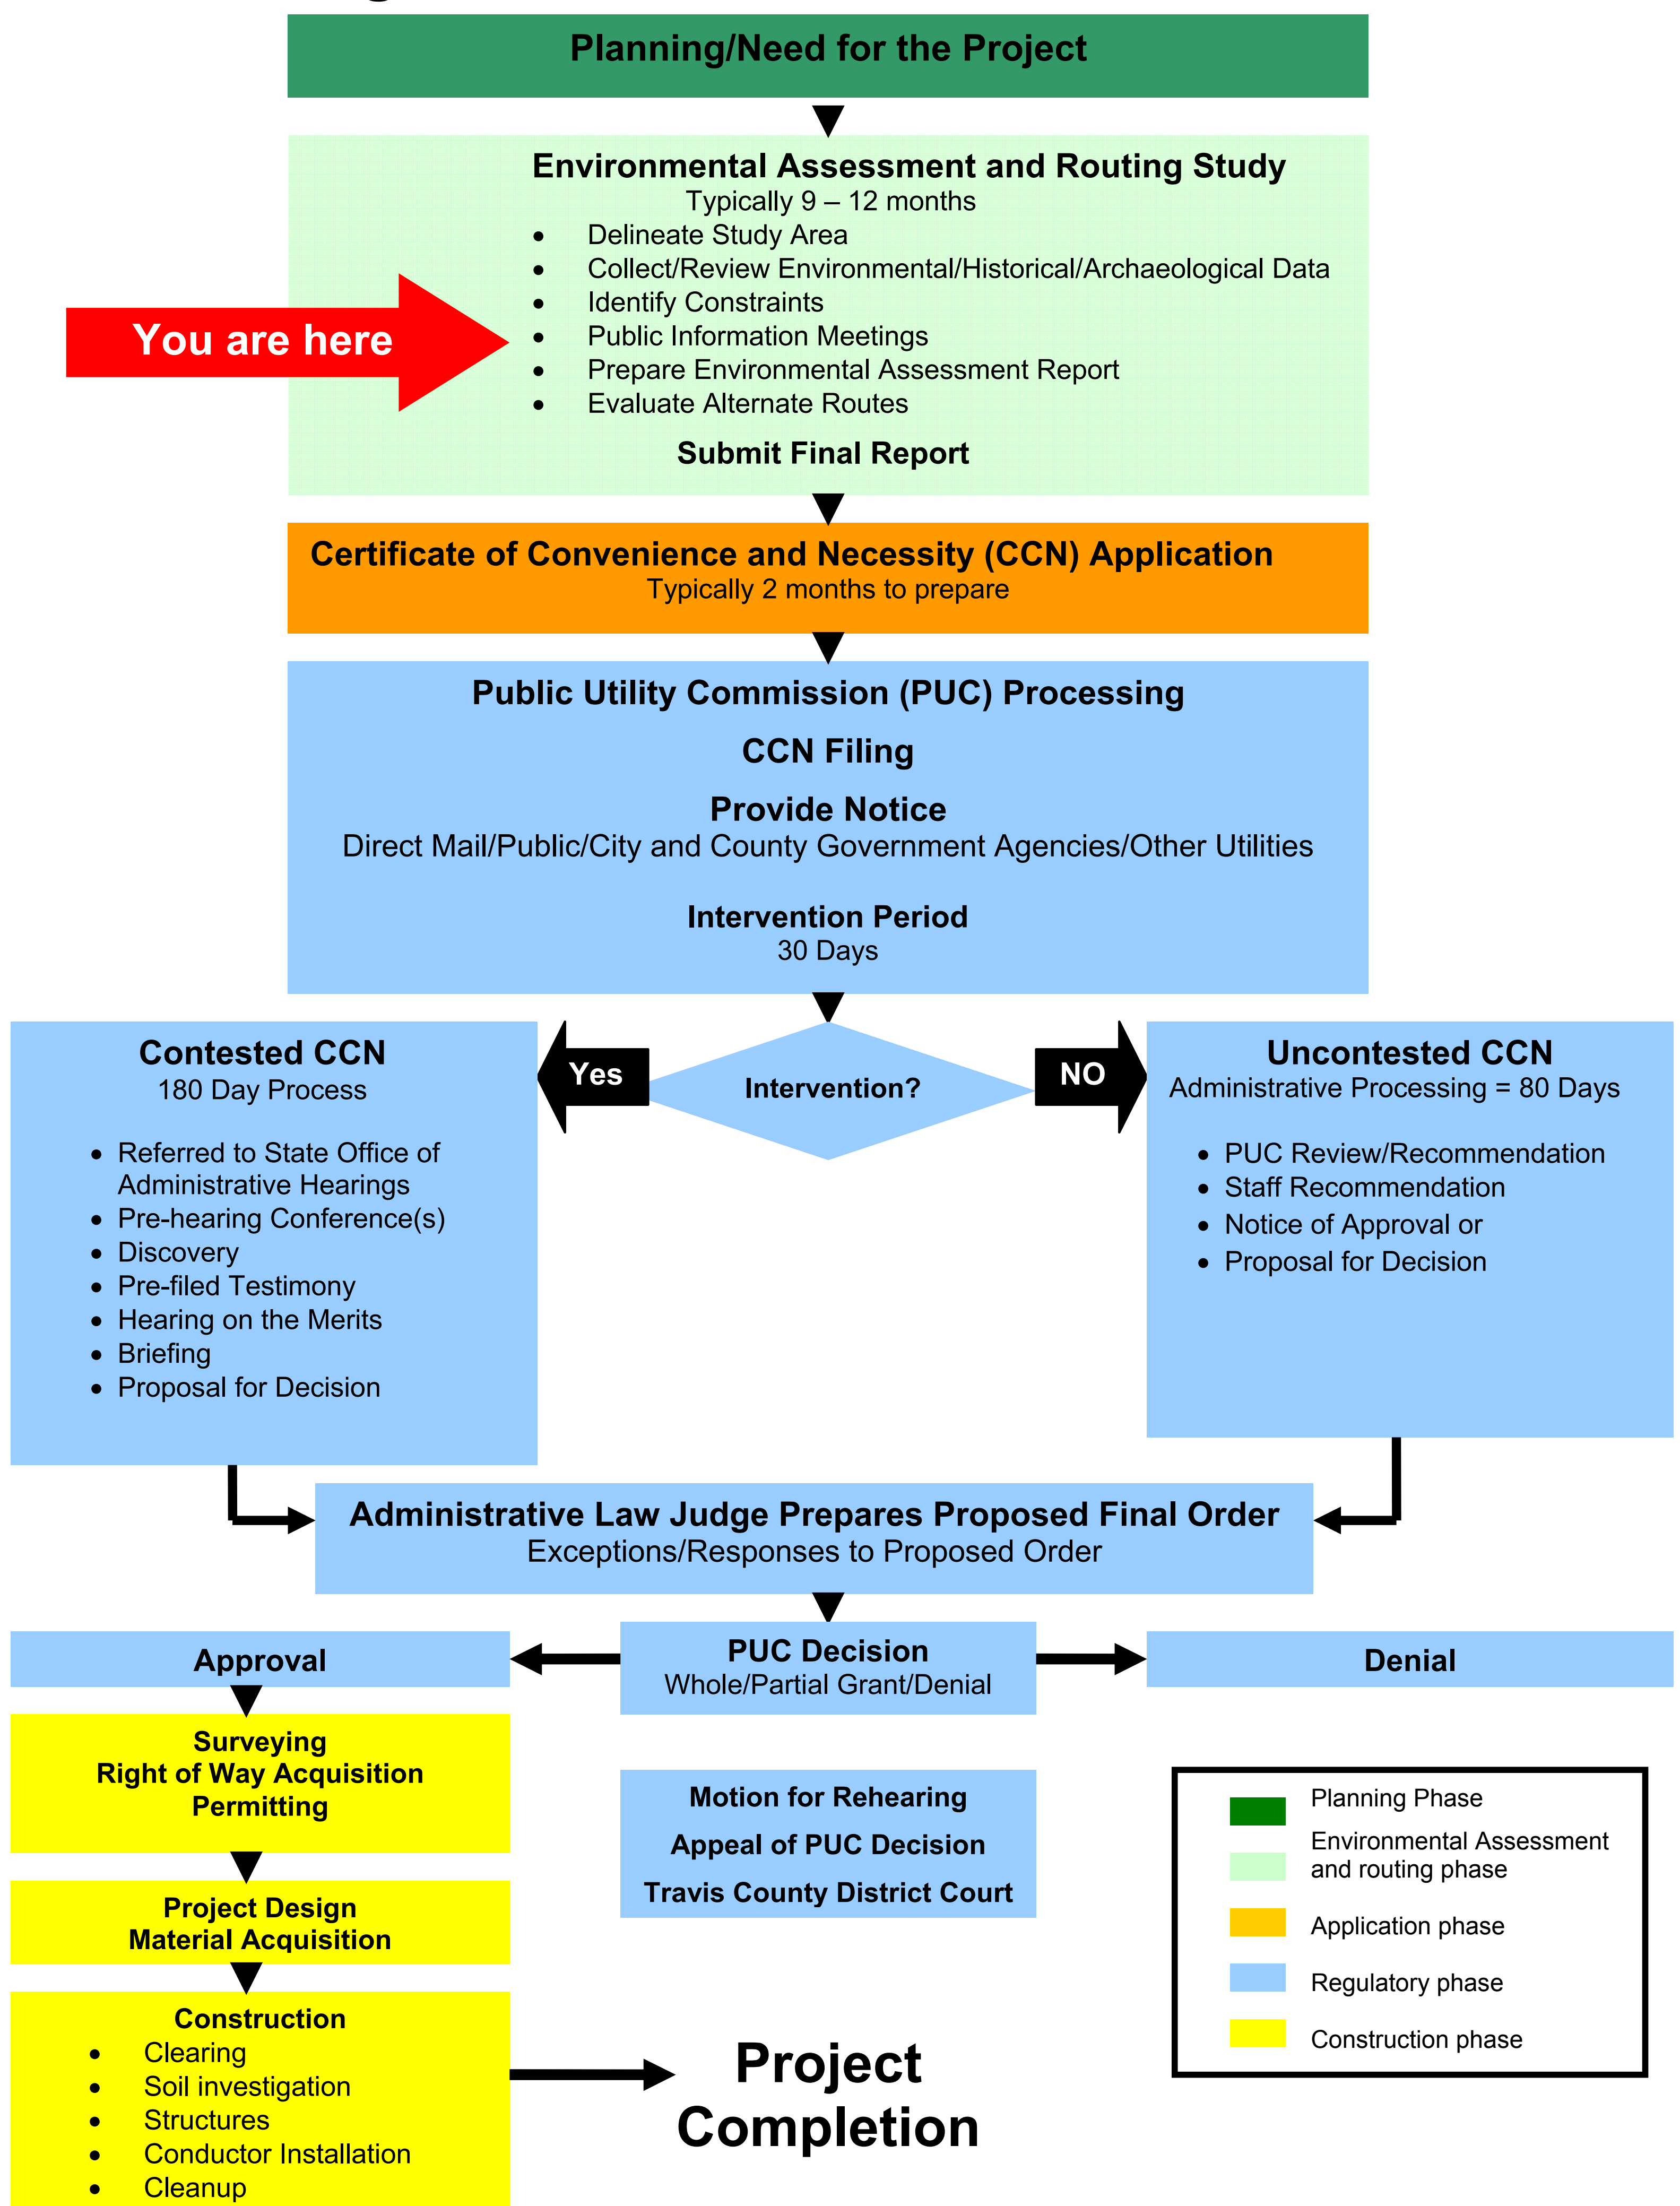 Planning/Need for the Project
Environmental Assessment and Routing Study
Typically 9 – 12 months
• Delineate Study Area
• Collect/Review Environmental/Historical/Archaeological Data
• Identify Constraints
• Public Information Meetings
• Prepare Environmental Assessment Report
• Evaluate Alternate Routes
Submit Final Report
You are here
Certificate of Convenience and Necessity (CCN) Application
Typically 2 months to prepare
Public Utility Commission (PUC) Processing
CCN Filing
Provide Notice
Direct Mail/Public/City and County Government Agencies/Other Utilities
Intervention Period
30 Days
Intervention?
Yes
NO
Contested CCN
180 Day Process
• Referred to State Office of
Administrative Hearings
• Pre-hearing Conference(s)
• Discovery
• Pre-filed Testimony
• Hearing on the Merits
• Briefing
• Proposal for Decision
Uncontested CCN
Administrative Processing = 80 Days
• PUC Review/Recommendation
• Staff Recommendation
• Notice of Approval or
• Proposal for Decision
Administrative Law Judge Prepares Proposed Final Order
Exceptions/Responses to Proposed Order
Approval
PUC Decision
Whole/Partial Grant/Denial
Denial
Surveying
Right of Way Acquisition
Permitting
Motion for Rehearing
Appeal of PUC Decision
Travis County District Court
Project Design
Material Acquisition
Construction
• Clearing
• Soil investigation
• Structures
• Conductor Installation
• Cleanup
Project
Completion
Planning Phase
Environmental Assessment
and routing phase
Application phase
Regulatory phase
Construction phase